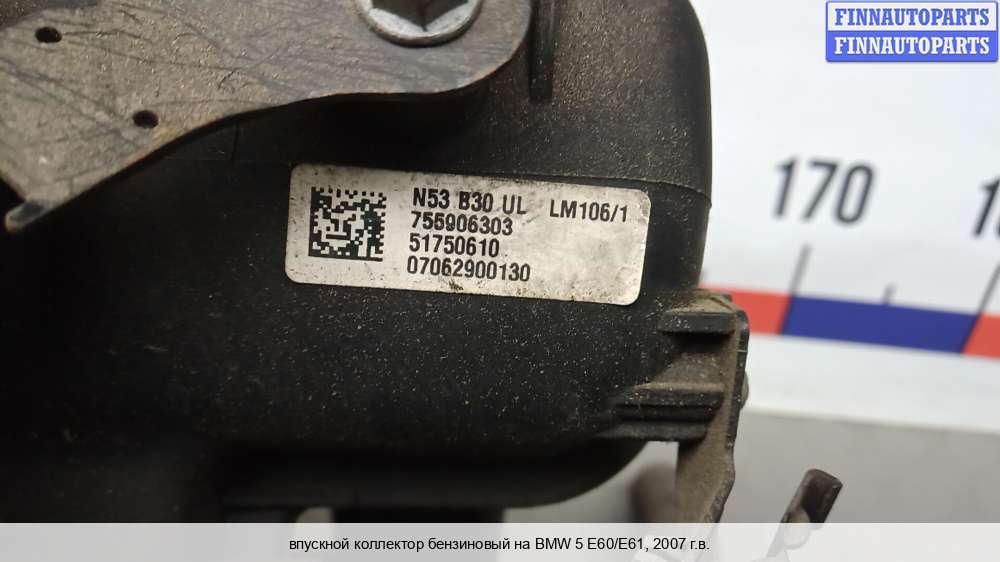 FINNAUTOPARTS
FINNAUTOPARTS
N53 B30 UL LM106/1
755906303
51750610
07062900130
170
впускной коллектор бензиновый на BMW 5 E60/E61, 2007 г.в.